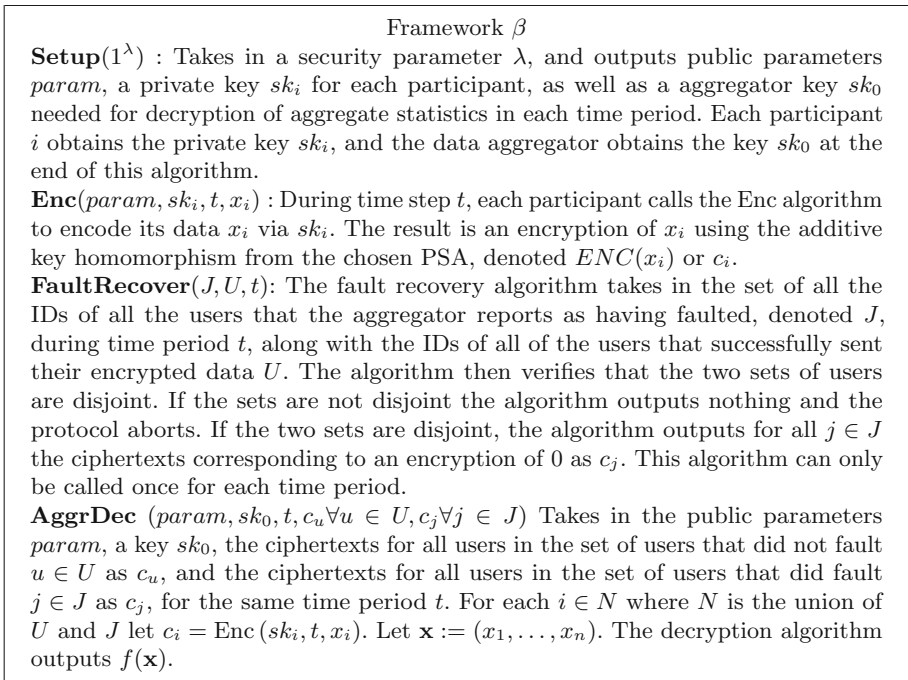 Framework β
Setup(1^λ) : Takes in a security parameter λ, and outputs public parameters
param, a private key sk_i for each participant, as well as a aggregator key sk_0
needed for decryption of aggregate statistics in each time period. Each participant
i obtains the private key sk_i, and the data aggregator obtains the key sk_0 at the
end of this algorithm.
Enc(param, sk_i, t, x_i) : During time step t, each participant calls the Enc algorithm
to encode its data x_i via sk_i. The result is an encryption of x_i using the additive
key homomorphism from the chosen PSA, denoted ENC(x_i) or c_i.
FaultRecover(J, U, t): The fault recovery algorithm takes in the set of all the
IDs of all the users that the aggregator reports as having faulted, denoted J,
during time period t, along with the IDs of all of the users that successfully sent
their encrypted data U. The algorithm then verifies that the two sets of users
are disjoint. If the sets are not disjoint the algorithm outputs nothing and the
protocol aborts. If the two sets are disjoint, the algorithm outputs for all j ∈ J
the ciphertexts corresponding to an encryption of 0 as c_j. This algorithm can only
be called once for each time period.
AggrDec (param, sk_0, t, c_u∀u ∈ U, c_j∀j ∈ J) Takes in the public parameters
param, a key sk_0, the ciphertexts for all users in the set of users that did not fault
u ∈ U as c_u, and the ciphertexts for all users in the set of users that did fault
j ∈ J as c_j, for the same time period t. For each i ∈ N where N is the union of
U and J let c_i = Enc (sk_i, t, x_i). Let x := (x_1, . . . , x_n). The decryption algorithm
outputs f(x).